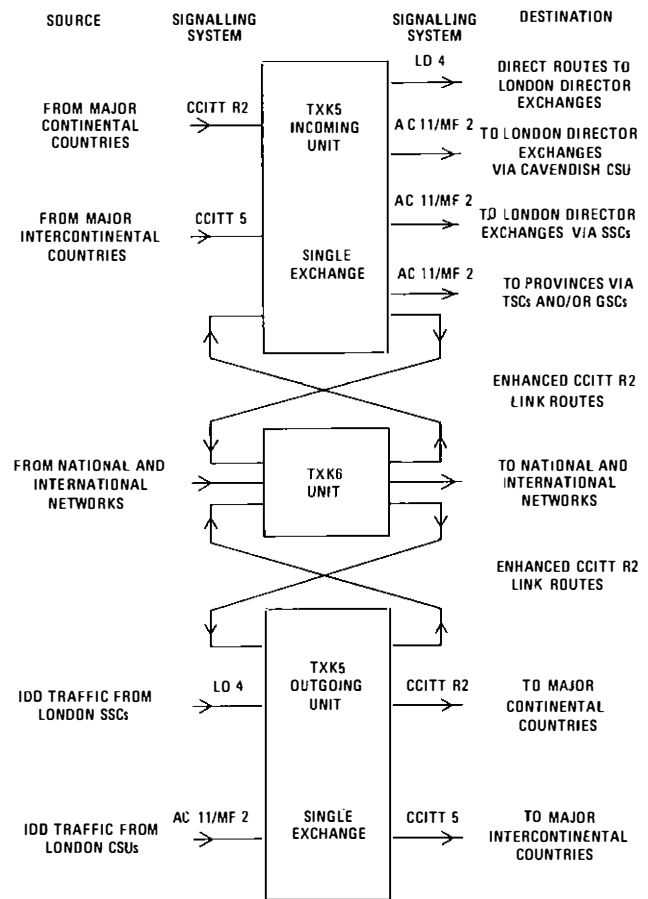 SOURCE
SIGNALLING
SYSTEM
SIGNALLING
SYSTEM
DESTINATION
FROM MAJOR
CONTINENTAL
COUNTRIES
CCITT R2
TXK5
INCOMING
UNIT
LD 4
DIRECT ROUTES TO
LONDON DIRECTOR
EXCHANGES
AC 11/MF 2
TO LONDON DIRECTOR
EXCHANGES
VIA CAVENDISH CSU
FROM MAJOR
INTERCONTINENTAL
COUNTRIES
CCITT 5
AC 11/MF 2
TO LONDON DIRECTOR
EXCHANGES VIA SSCs
SINGLE
EXCHANGE
AC 11/MF 2
TO PROVINCES VIA
TSCs ANO/OR GSCs
ENHANCED CCITT R2
LINK ROUTES
FROM NATIONAL AND
INTERNATIONAL
NETWORKS
TXK6
UNIT
TO NATIONAL AND
INTERNATIONAL
NETWORKS
ENHANCED CCITT R2
LINK ROUTES
IDD TRAFFIC FROM
LONDON SSCs
LO 4
TXK5
OUTGOING
UNIT
CCITT R2
TO MAJOR
CONTINENTAL
COUNTRIES
IDD TRAFFIC FROM
LONDON CSUs
AC 11/MF 2
SINGLE
EXCHANGE
CCITT 5
TO MAJOR
INTERCONTINENTAL
COUNTRIES